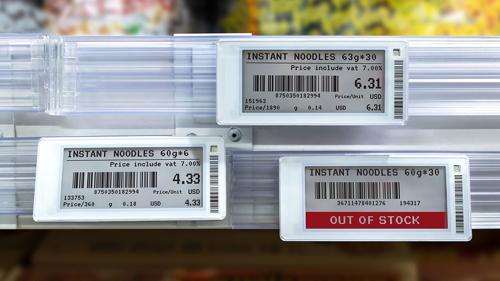 INSTANT NOODLES 63g*30
Price include vat 7.00%
6.31
8750350182994 Price/Unit USD
151963
Price/1890 g 0.14 USD 6.31
INSTANT NOODLES 60g*6
Price include vat 7.00%
4.33
8750350182994 Price/Unit USD
133753
Price/360 g 0.18 USD 4.33
INSTANT NOODLES 60g*30
36711478401276 194317
OUT OF STOCK